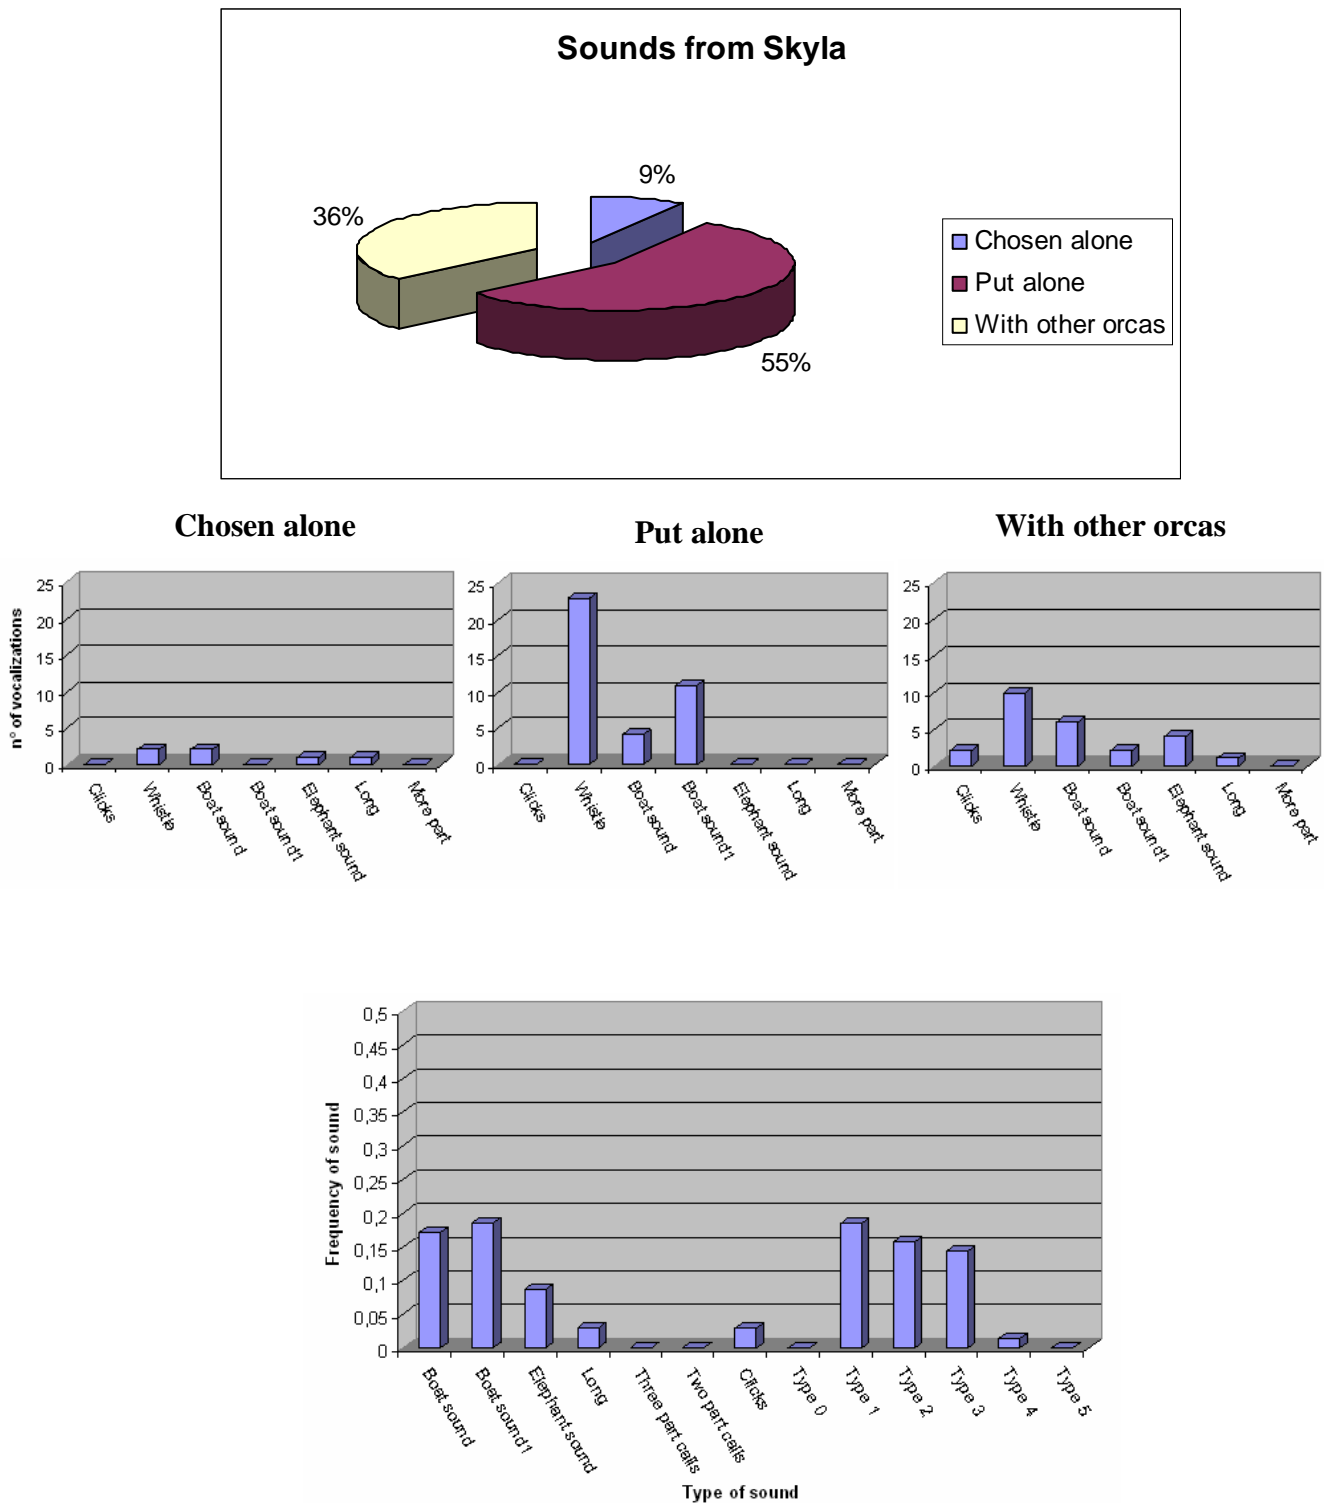 Sounds from Skyla
9%
36%
55%
Chosen alone
Put alone
With other orcas
Chosen alone
Put alone
With other orcas
n° of vocalizations
25
20
15
10
5
0
Clicks
Whistle
Boat sound
Boat sound1
Elephant sound
Long
More part
25
20
15
10
5
0
Clicks
Whistle
Boat sound
Boat sound1
Elephant sound
Long
More part
25
20
15
10
5
0
Clicks
Whistle
Boat sound
Boat sound1
Elephant sound
Long
More part
Frequency of sound
0,5
0,45
0,4
0,35
0,3
0,25
0,2
0,15
0,1
0,05
0
Boat sound
Boat sound1
Elephant sound
Long
Three part calls
Two part calls
Clicks
Type 0
Type 1
Type 2
Type 3
Type 4
Type 5
Type of sound